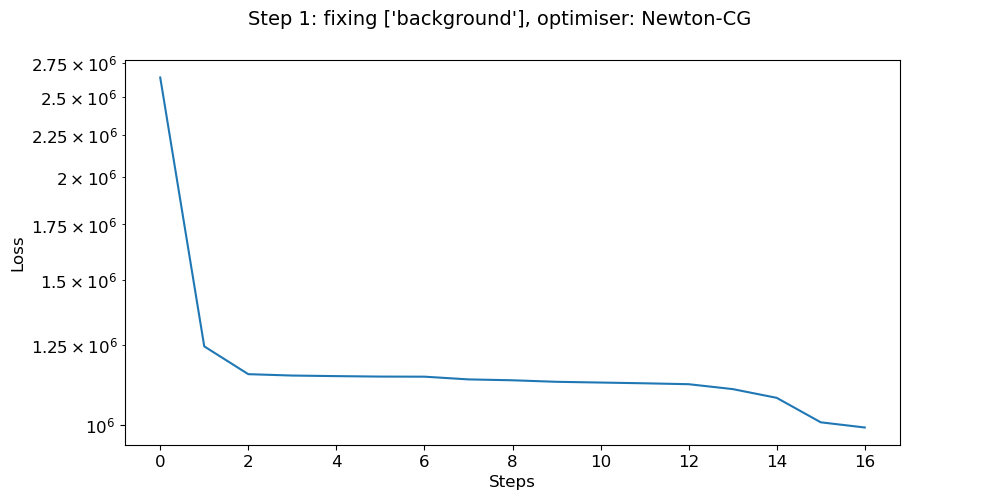 Step 1: fixing ['background'], optimiser: Newton-CG
2.75 × 10⁶
2.5 × 10⁶
2.25 × 10⁶
2 × 10⁶
1.75 × 10⁶
1.5 × 10⁶
1.25 × 10⁶
10⁶
Loss
0 2 4 6 8 10 12 14 16
Steps